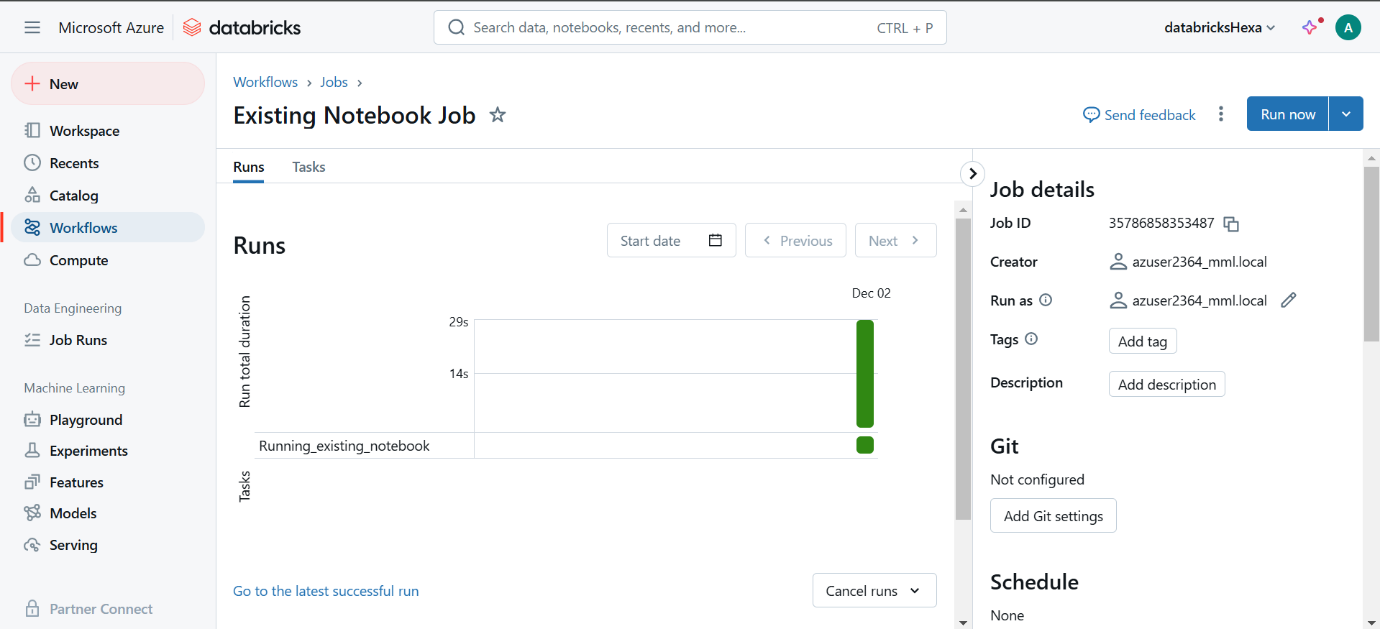 Microsoft Azure databricks Search data, notebooks, recents, and more... CTRL + P databricksHexa A
New
Workspace
Recents
Catalog
Workflows
Compute
Data Engineering
Job Runs
Machine Learning
Playground
Experiments
Features
Models
Serving
Partner Connect
Workflows › Jobs ›
Existing Notebook Job
Send feedback
Run now
Runs Tasks
Runs
Start date
Previous
Next
Dec 02
Run total duration
29s
14s
Running_existing_notebook
Tasks
Go to the latest successful run
Cancel runs
Job details
Job ID 35786858353487
Creator azuser2364_mml.local
Run as azuser2364_mml.local
Tags Add tag
Description Add description
Git
Not configured
Add Git settings
Schedule
None